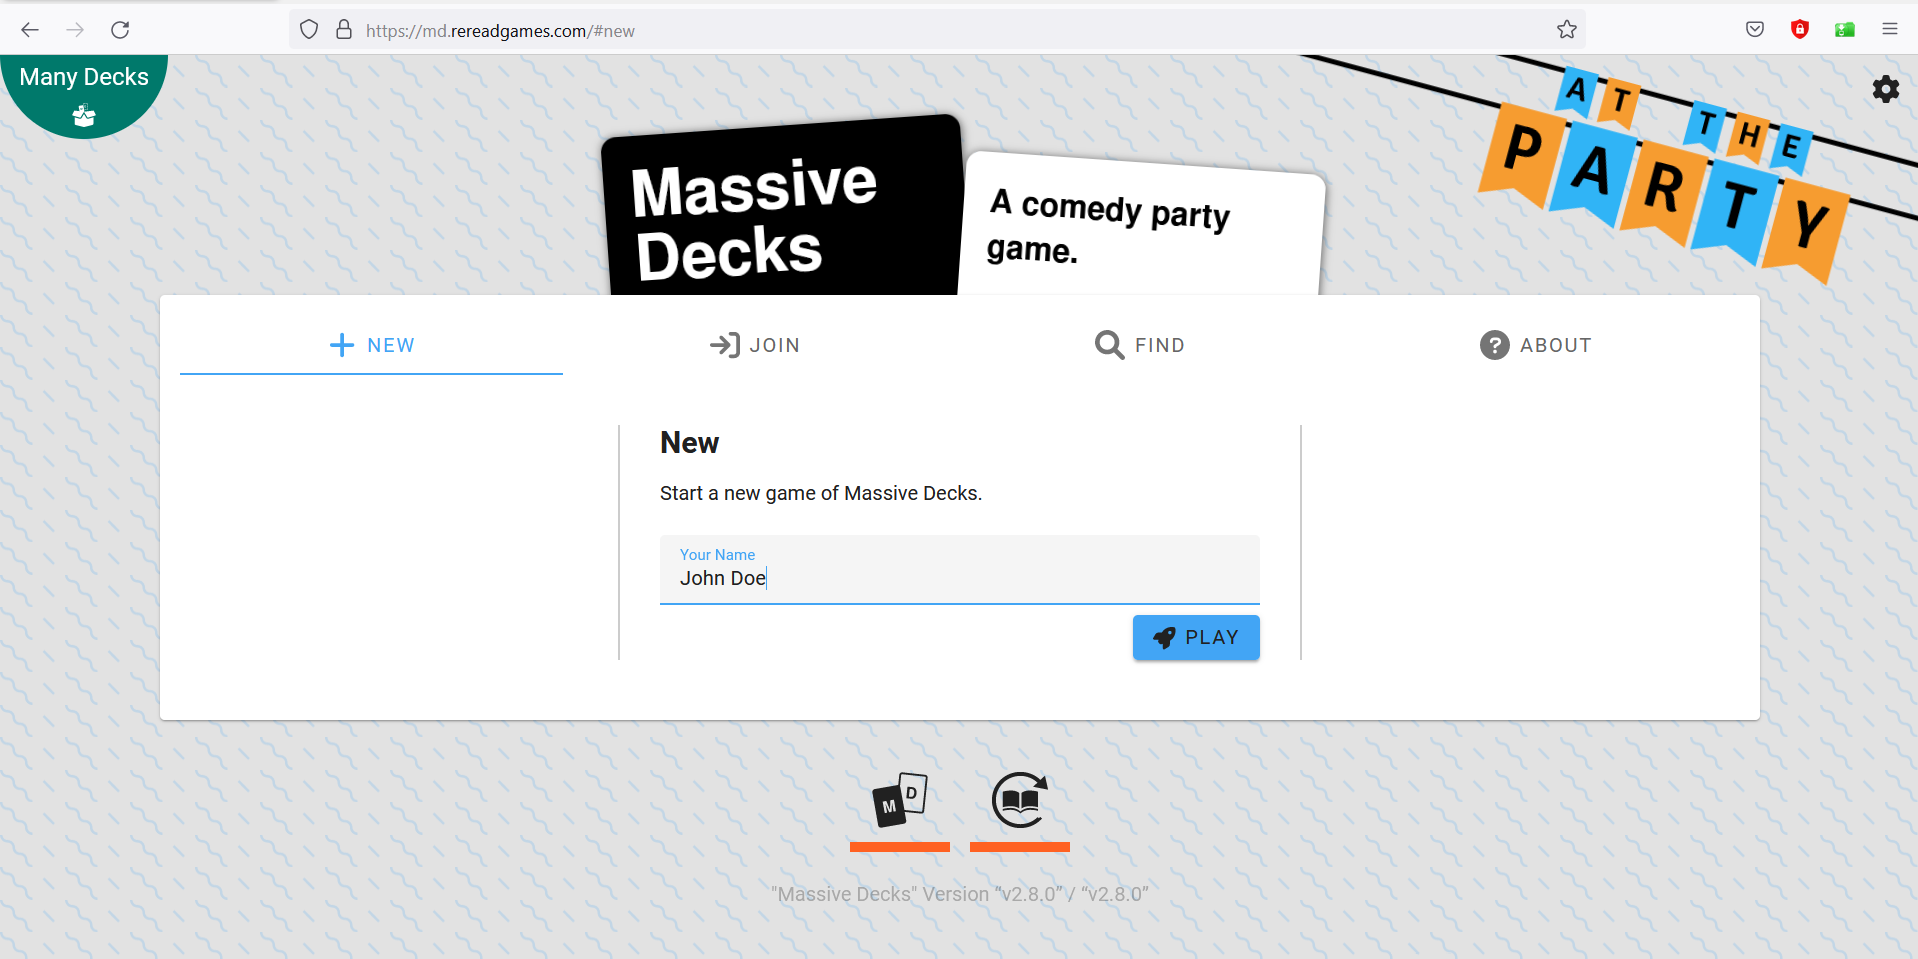 https://md.rereadgames.com/#new
Many Decks
AT THE
PARTY
Massive
Decks
A comedy party
game.
NEW
JOIN
FIND
? ABOUT
New
Start a new game of Massive Decks.
Your Name
John Doe
PLAY
M D
"Massive Decks" Version “v2.8.0” / “v2.8.0”